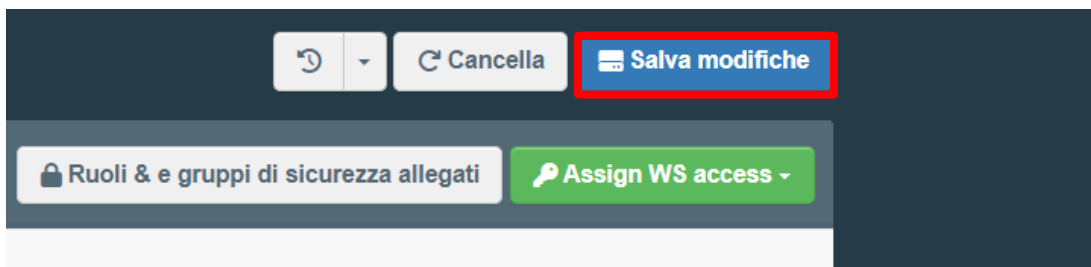 Cancella Salva modifiche
Ruoli & e gruppi di sicurezza allegati Assign WS access